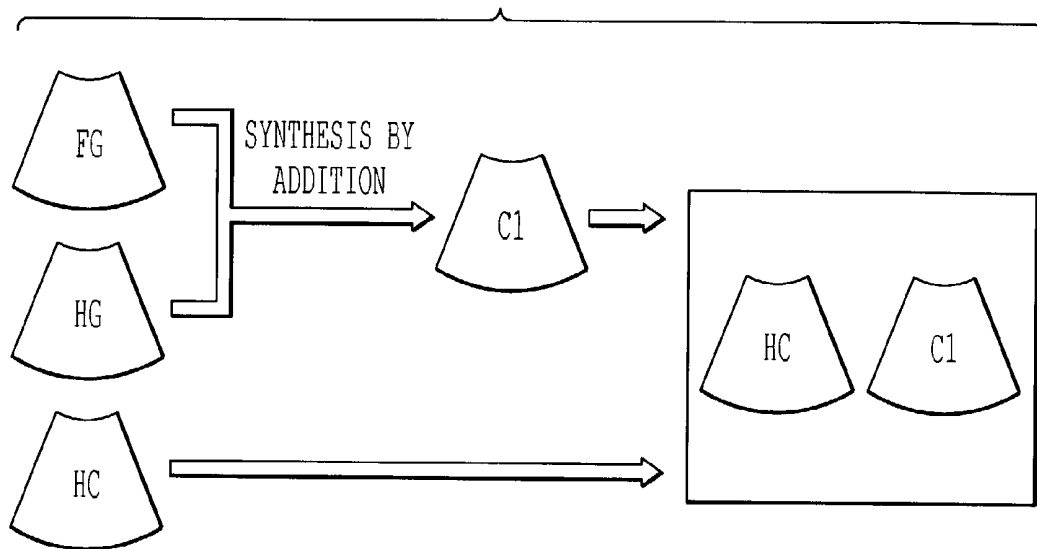 FG
SYNTHESIS BY
ADDITION
C1
HG
HC
C1
HC